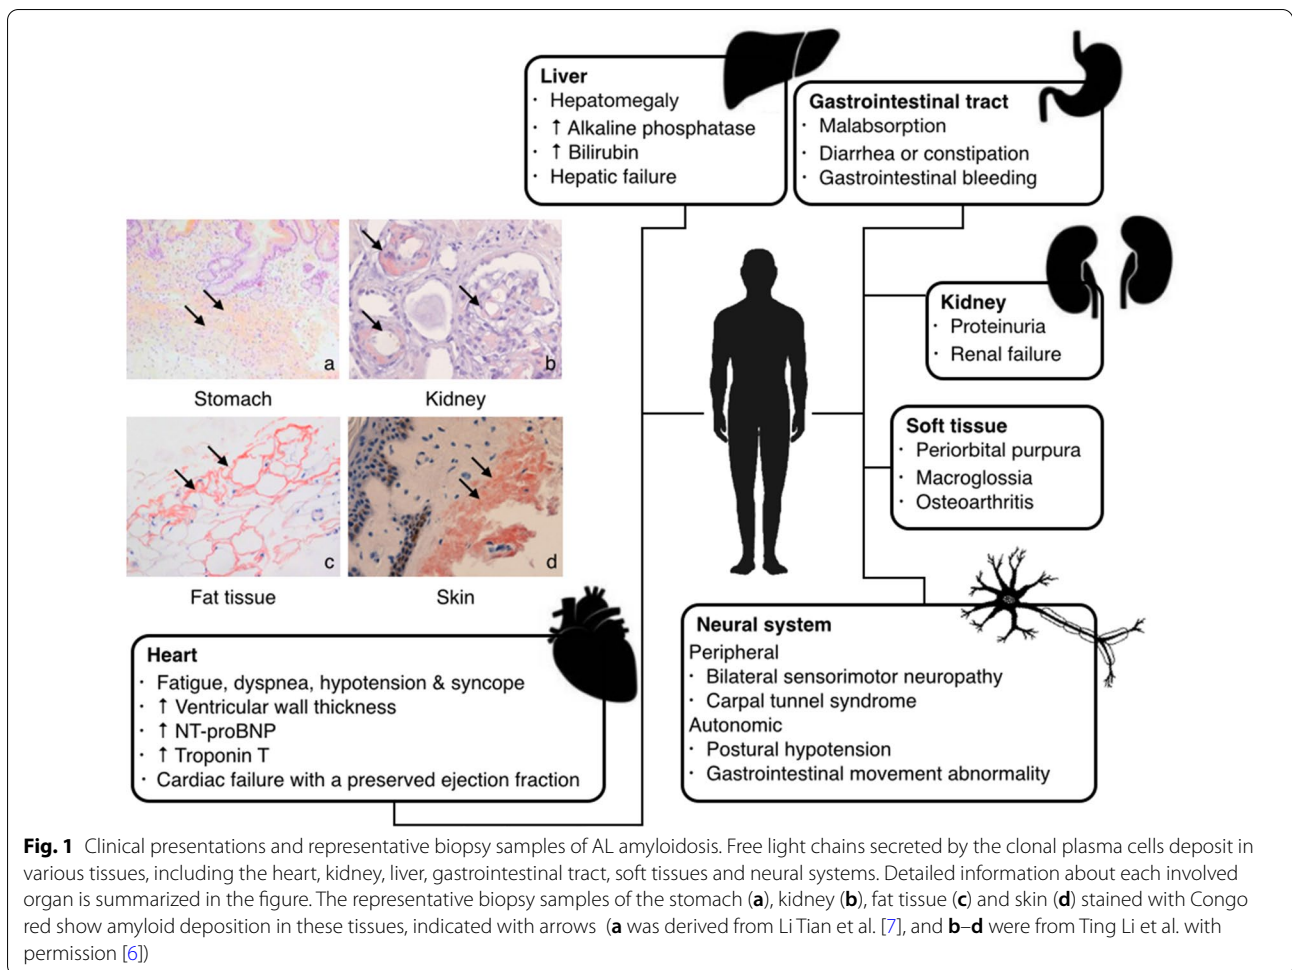 Liver
· Hepatomegaly
· ↑ Alkaline phosphatase
· ↑ Bilirubin
· Hepatic failure
Gastrointestinal tract
· Malabsorption
· Diarrhea or constipation
· Gastrointestinal bleeding
a
b
Stomach
Kidney
c
d
Fat tissue
Skin
Kidney
· Proteinuria
· Renal failure
Soft tissue
· Periorbital purpura
· Macroglossia
· Osteoarthritis
Heart
· Fatigue, dyspnea, hypotension & syncope
· ↑ Ventricular wall thickness
· ↑ NT-proBNP
· ↑ Troponin T
· Cardiac failure with a preserved ejection fraction
Neural system
Peripheral
· Bilateral sensorimotor neuropathy
· Carpal tunnel syndrome
Autonomic
· Postural hypotension
· Gastrointestinal movement abnormality
Fig. 1 Clinical presentations and representative biopsy samples of AL amyloidosis. Free light chains secreted by the clonal plasma cells deposit in
various tissues, including the heart, kidney, liver, gastrointestinal tract, soft tissues and neural systems. Detailed information about each involved
organ is summarized in the figure. The representative biopsy samples of the stomach (a), kidney (b), fat tissue (c) and skin (d) stained with Congo
red show amyloid deposition in these tissues, indicated with arrows (a was derived from Li Tian et al. [7], and b–d were from Ting Li et al. with
permission [6])